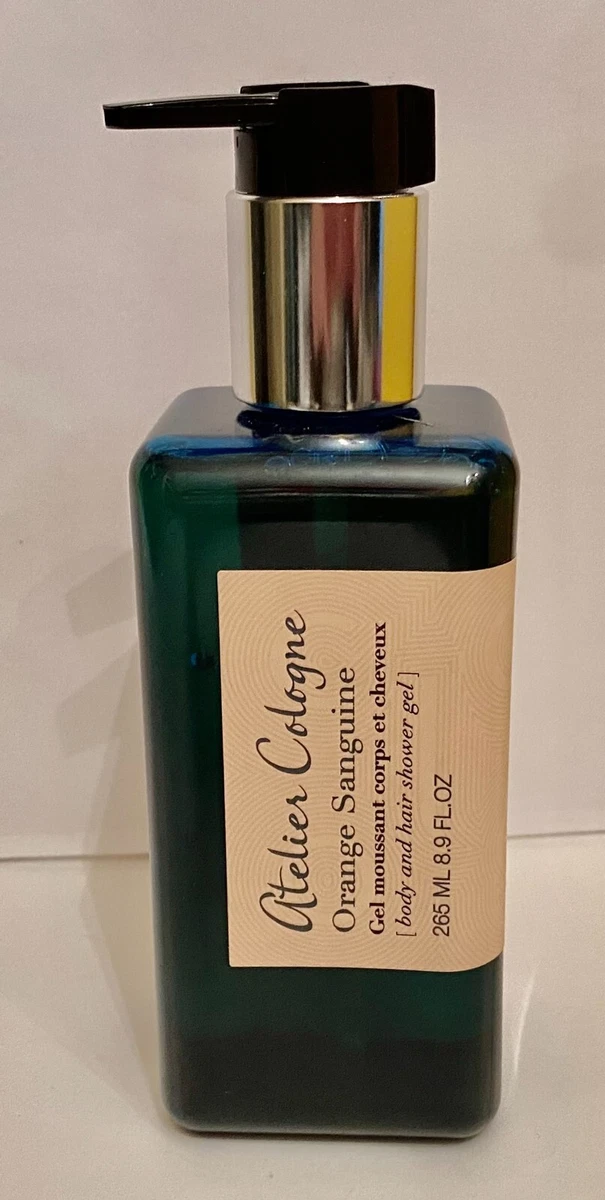 Atelier Cologne
Orange Sanguine
Gel moussant corps et cheveux
[ body and hair shower gel ]
265 ML 8.9 FL.OZ